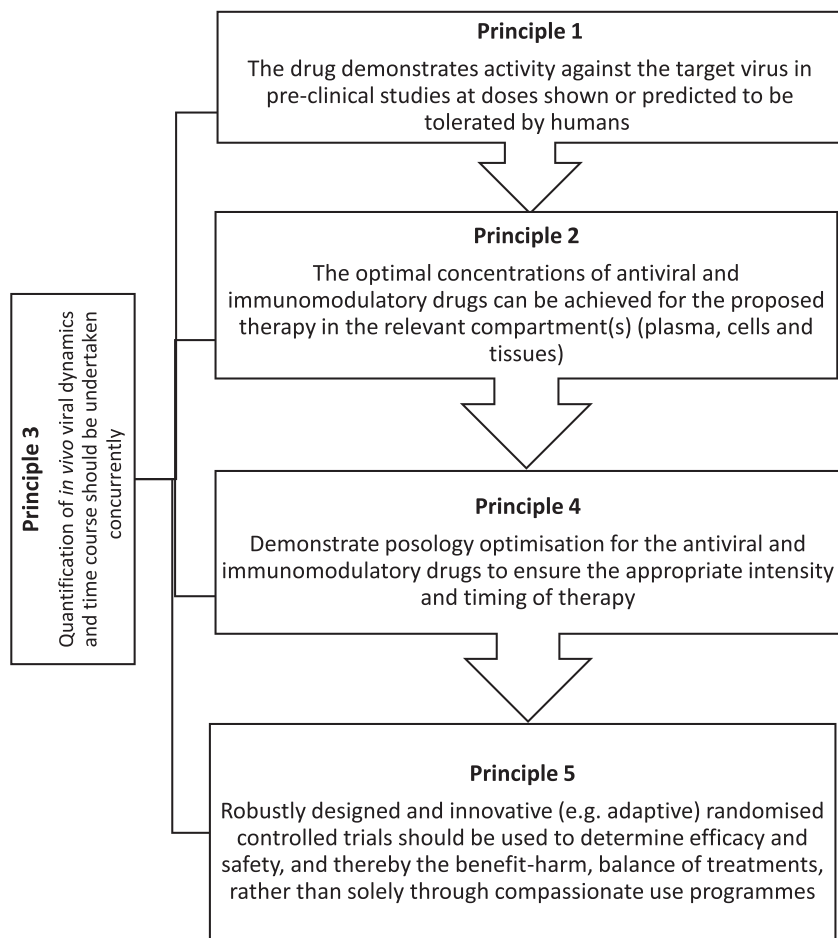 Principle 1
The drug demonstrates activity against the target virus in
pre-clinical studies at doses shown or predicted to be
tolerated by humans
Principle 2
The optimal concentrations of antiviral and
immunomodulatory drugs can be achieved for the proposed
therapy in the relevant compartment(s) (plasma, cells and
tissues)
Principle 3
Quantification of in vivo viral dynamics
and time course should be undertaken
concurrently
Principle 4
Demonstrate posology optimisation for the antiviral and
immunomodulatory drugs to ensure the appropriate intensity
and timing of therapy
Principle 5
Robustly designed and innovative (e.g. adaptive) randomised
controlled trials should be used to determine efficacy and
safety, and thereby the benefit-harm, balance of treatments,
rather than solely through compassionate use programmes